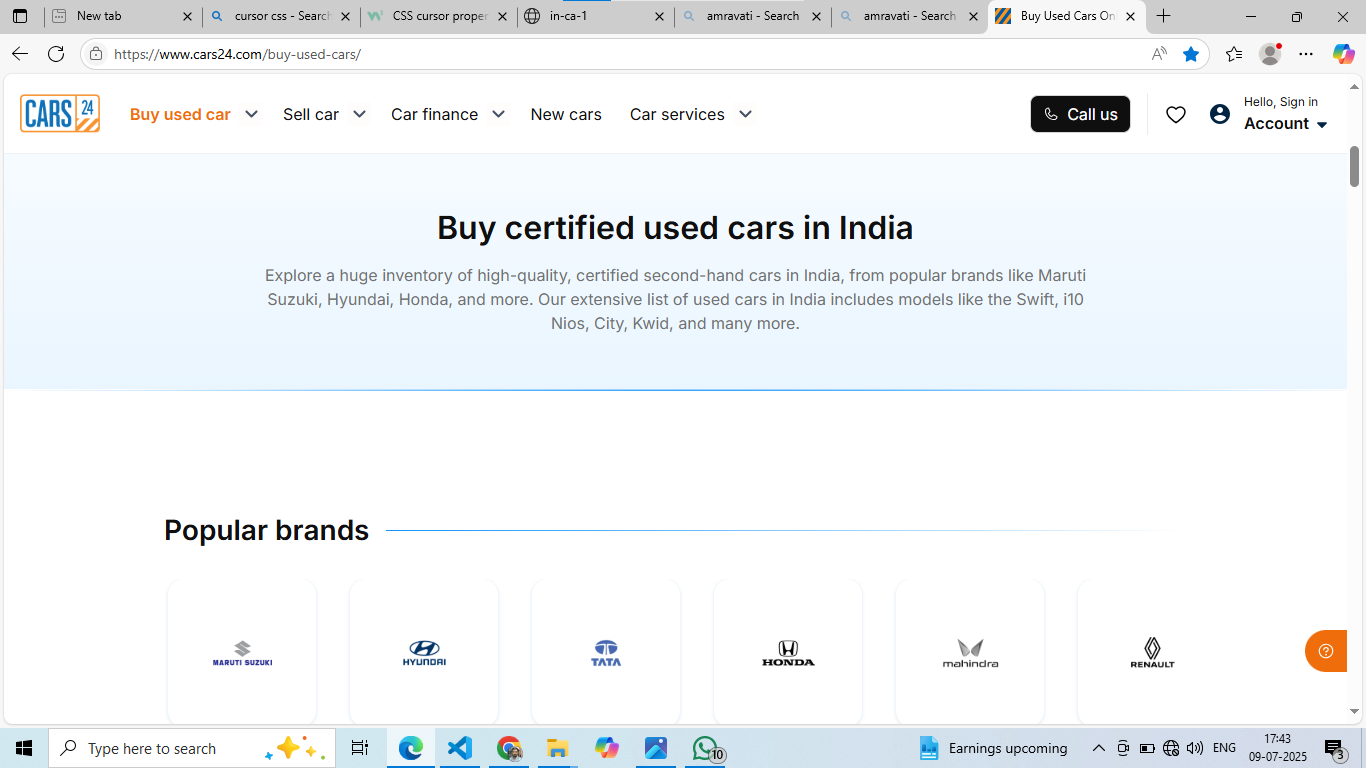 New tab
cursor css - Search
CSS cursor proper
in-ca-1
amravati - Search
amravati - Search
Buy Used Cars On
https://www.cars24.com/buy-used-cars/
CARS 24
Buy used car
Sell car
Car finance
New cars
Car services
Call us
Hello, Sign in
Account
Buy certified used cars in India
Explore a huge inventory of high-quality, certified second-hand cars in India, from popular brands like Maruti
Suzuki, Hyundai, Honda, and more. Our extensive list of used cars in India includes models like the Swift, i10
Nios, City, Kwid, and many more.
Popular brands
MARUTI SUZUKI
HYUNDAI
TATA
HONDA
mahindra
RENAULT
Type here to search
10
Earnings upcoming
ENG
17:43
09-07-2025
3